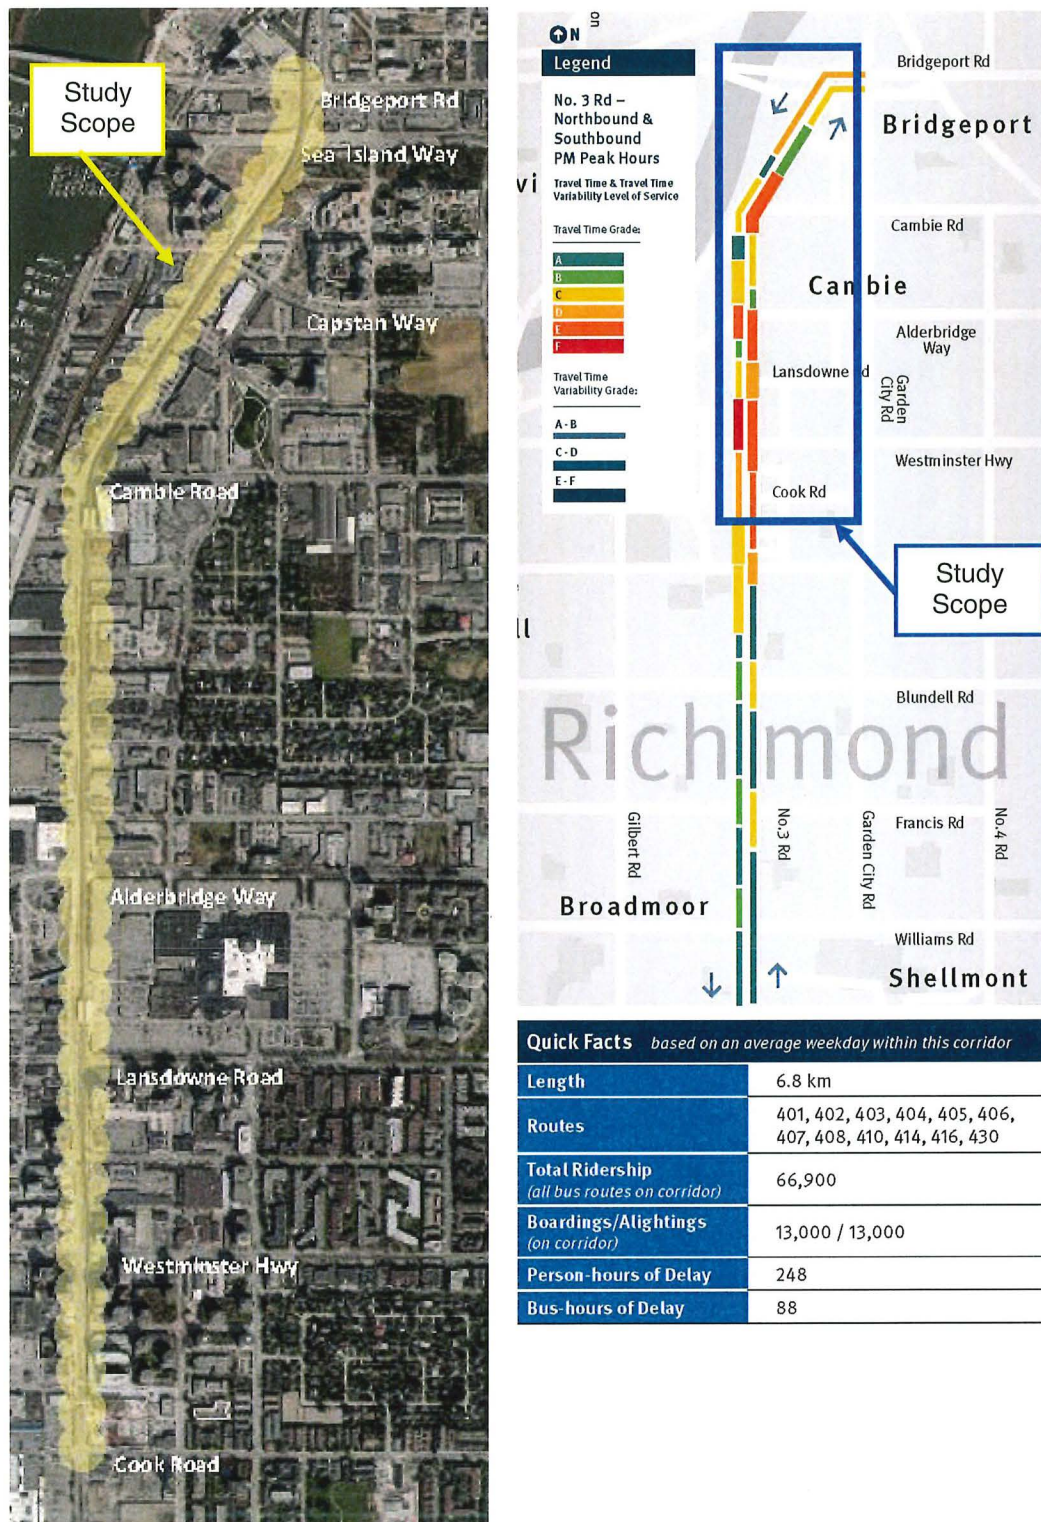 Study
Scope
Bridgeport Rd
Sea Island Way
Capstan Way
Cambie Road
Alderbridge Way
Lansdowne Road
Westminster Hwy
Cook Road
on
N
Legend
No. 3 Rd –
Northbound &
Southbound
PM Peak Hours
Travel Time & Travel Time
Variability Level of Service
Travel Time Grade:
A
B
C
D
E
F
Travel Time
Variability Grade:
A - B
C - D
E - F
vi
ll
Bridgeport Rd
Bridgeport
Cambie Rd
Cambie
Alderbridge
Way
Lansdowne Rd
Garden
City Rd
Westminster Hwy
Cook Rd
Study
Scope
Blundell Rd
Richmond
Gilbert Rd
No.3 Rd
Garden City Rd
Francis Rd
No.4 Rd
Broadmoor
Williams Rd
Shellmont
Quick Facts based on an average weekday within this corridor
Length 6.8 km
Routes 401, 402, 403, 404, 405, 406,
407, 408, 410, 414, 416, 430
Total Ridership
(all bus routes on corridor) 66,900
Boardings/Alightings
(on corridor) 13,000 / 13,000
Person-hours of Delay 248
Bus-hours of Delay 88